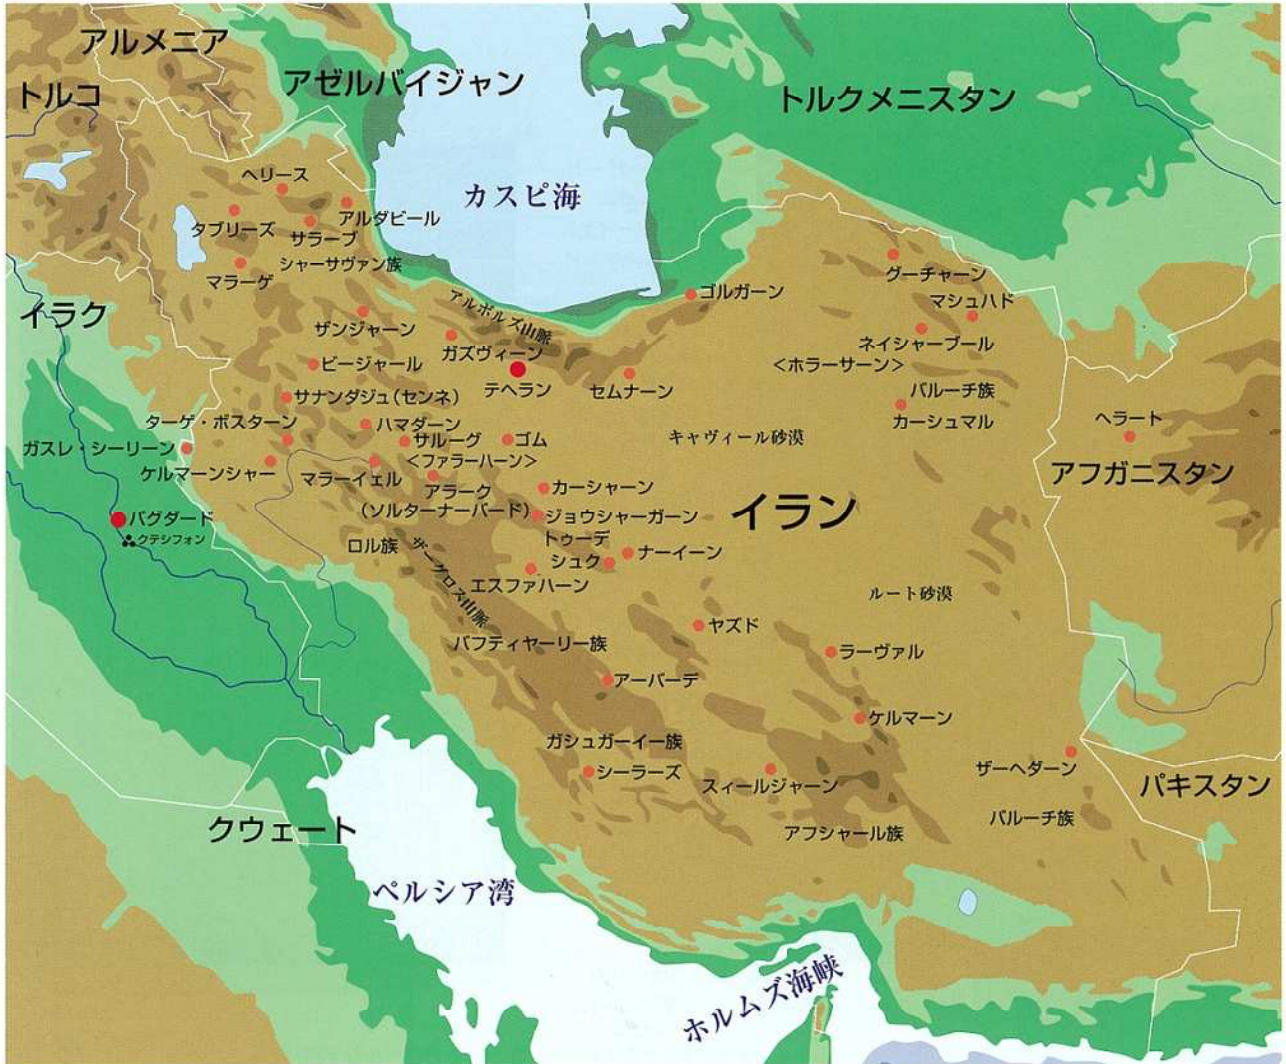 アルメニア
トルコ
アゼルバイジャン
トルクメニスタン
カスピ海
ヘリース
アルダビール
タブリーズ
サラーブ
シャーサヴァン族
マラーゲ
イラク
グーチャーン
マシュハド
ゴルガーン
アルボルズ山脈
ザンジャーン
ガズヴィーン
ネイシャーブール
<ホラーサーン>
ビージャール
テヘラン
セムナーン
サナンダジュ(センネ)
バルーチ族
カーシュマル
ヘラート
ターゲ・ボスターン
ハマダーン
サルーグ
<ファラーハーン>
ゴム
キャヴィール砂漠
ガスレ・シーリーン
ケルマーンシャー
マラーイェル
アラーク
(ソルターナーバード)
カーシャーン
アフガニスタン
イラン
バグダード
クテシフォン
ジョウシャーガーン
トゥーデ
シュク
ナーイーン
ロル族
ザーグロス山脈
エスファハーン
ルート砂漠
バフティヤーリー族
ヤズド
ラーヴァル
アーバーデ
ケルマーン
ガシュガーイー族
シーラーズ
スィールジャーン
ザーヘダーン
パキスタン
バルーチ族
アフシャール族
クウェート
ペルシア湾
ホルムズ海峡